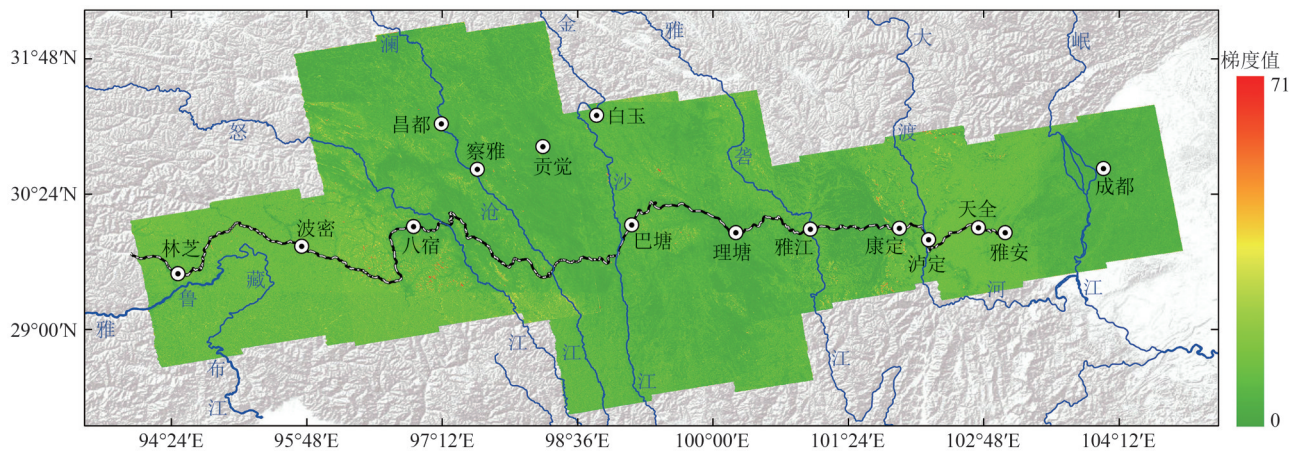 梯度值
71
0
31°48′N
30°24′N
29°00′N
94°24′E
95°48′E
97°12′E
98°36′E
100°00′E
101°24′E
102°48′E
104°12′E
澜
沧
江
金
沙
江
雅
砻
江
大
渡
河
岷
江
怒
江
雅
鲁
藏
布
江
昌都
察雅
贡觉
白玉
成都
林芝
波密
八宿
巴塘
理塘
雅江
康定
泸定
天全
雅安